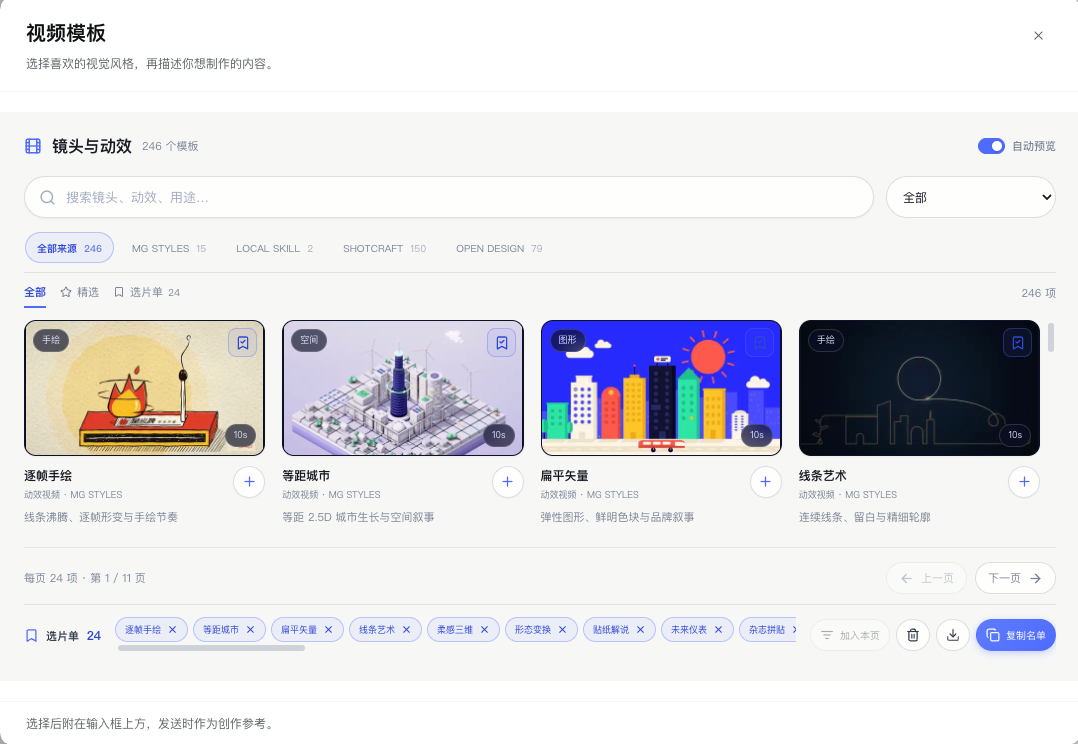 视频模板
选择喜欢的视觉风格，再描述你想制作的内容。
镜头与动效 246 个模板
自动预览
搜索镜头、动效、用途…
全部
全部来源 246
MG STYLES 15
LOCAL SKILL 2
SHOTCRAFT 150
OPEN DESIGN 79
全部
精选
选片单 24
246 项
手绘
10s
空间
10s
图形
10s
手绘
10s
逐帧手绘
动效视频 · MG STYLES
线条沸腾、逐帧形变与手绘节奏
等距城市
动效视频 · MG STYLES
等距 2.5D 城市生长与空间叙事
扁平矢量
动效视频 · MG STYLES
弹性图形、鲜明色块与品牌叙事
线条艺术
动效视频 · MG STYLES
连续线条、留白与精细轮廓
每页 24 项 · 第 1 / 11 页
上一页
下一页
选片单 24
逐帧手绘
等距城市
扁平矢量
线条艺术
柔感三维
形态变换
贴纸解说
未来仪表
杂志拼贴
加入本页
复制名单
选择后附在输入框上方，发送时作为创作参考。